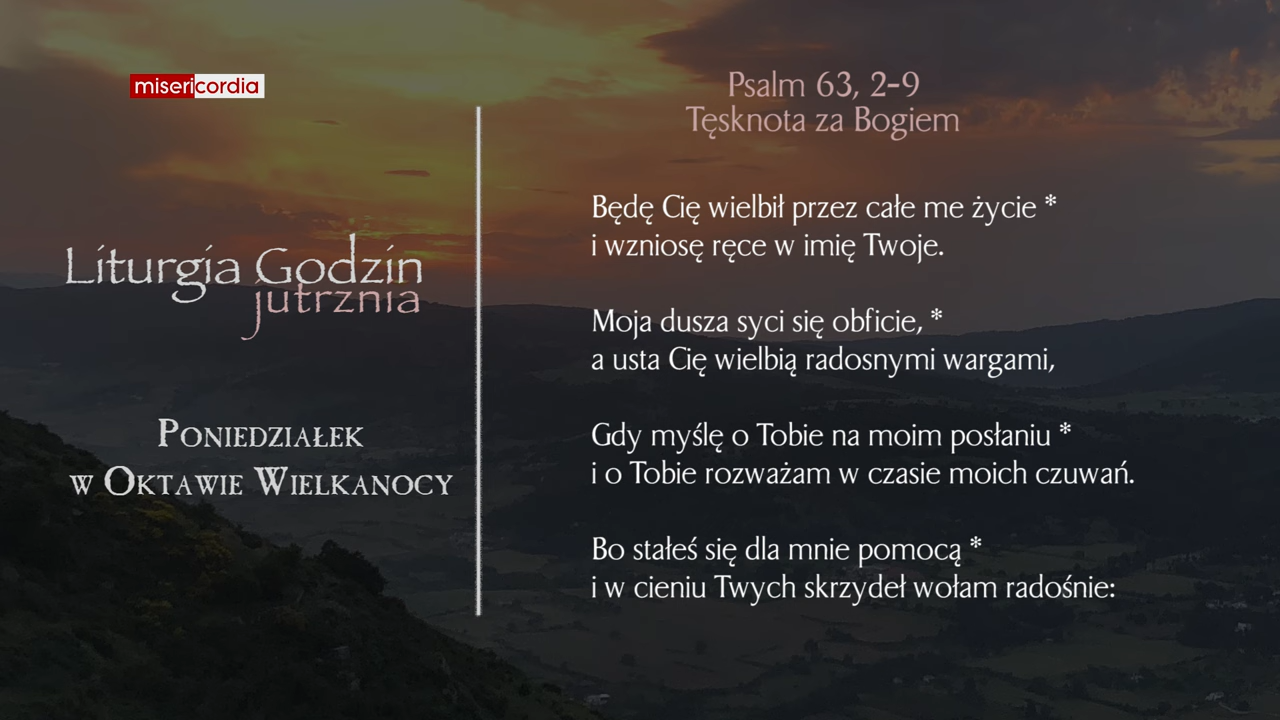 misericordia
Liturgia Godzin
jutrznia
Poniedziałek
w Oktawie Wielkanocy
Psalm 63, 2-9
Tęsknota za Bogiem
Będę Cię wielbił przez całe me życie *
i wzniosę ręce w imię Twoje.
Moja dusza syci się obficie, *
a usta Cię wielbią radosnymi wargami,
Gdy myślę o Tobie na moim posłaniu *
i o Tobie rozważam w czasie moich czuwań.
Bo stałeś się dla mnie pomocą *
i w cieniu Twych skrzydeł wołam radośnie: